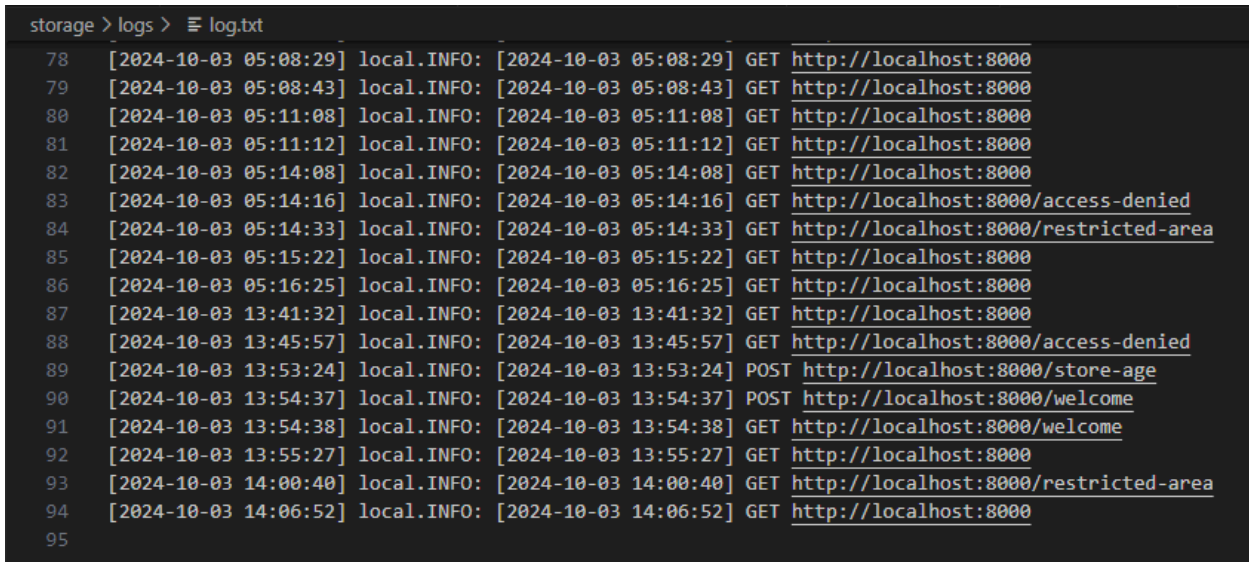 storage > logs > log.txt
78 [2024-10-03 05:08:29] local.INFO: [2024-10-03 05:08:29] GET http://localhost:8000
79 [2024-10-03 05:08:43] local.INFO: [2024-10-03 05:08:43] GET http://localhost:8000
80 [2024-10-03 05:11:08] local.INFO: [2024-10-03 05:11:08] GET http://localhost:8000
81 [2024-10-03 05:11:12] local.INFO: [2024-10-03 05:11:12] GET http://localhost:8000
82 [2024-10-03 05:14:08] local.INFO: [2024-10-03 05:14:08] GET http://localhost:8000
83 [2024-10-03 05:14:16] local.INFO: [2024-10-03 05:14:16] GET http://localhost:8000/access-denied
84 [2024-10-03 05:14:33] local.INFO: [2024-10-03 05:14:33] GET http://localhost:8000/restricted-area
85 [2024-10-03 05:15:22] local.INFO: [2024-10-03 05:15:22] GET http://localhost:8000
86 [2024-10-03 05:16:25] local.INFO: [2024-10-03 05:16:25] GET http://localhost:8000
87 [2024-10-03 13:41:32] local.INFO: [2024-10-03 13:41:32] GET http://localhost:8000
88 [2024-10-03 13:45:57] local.INFO: [2024-10-03 13:45:57] GET http://localhost:8000/access-denied
89 [2024-10-03 13:53:24] local.INFO: [2024-10-03 13:53:24] POST http://localhost:8000/store-age
90 [2024-10-03 13:54:37] local.INFO: [2024-10-03 13:54:37] POST http://localhost:8000/welcome
91 [2024-10-03 13:54:38] local.INFO: [2024-10-03 13:54:38] GET http://localhost:8000/welcome
92 [2024-10-03 13:55:27] local.INFO: [2024-10-03 13:55:27] GET http://localhost:8000
93 [2024-10-03 14:00:40] local.INFO: [2024-10-03 14:00:40] GET http://localhost:8000/restricted-area
94 [2024-10-03 14:06:52] local.INFO: [2024-10-03 14:06:52] GET http://localhost:8000
95